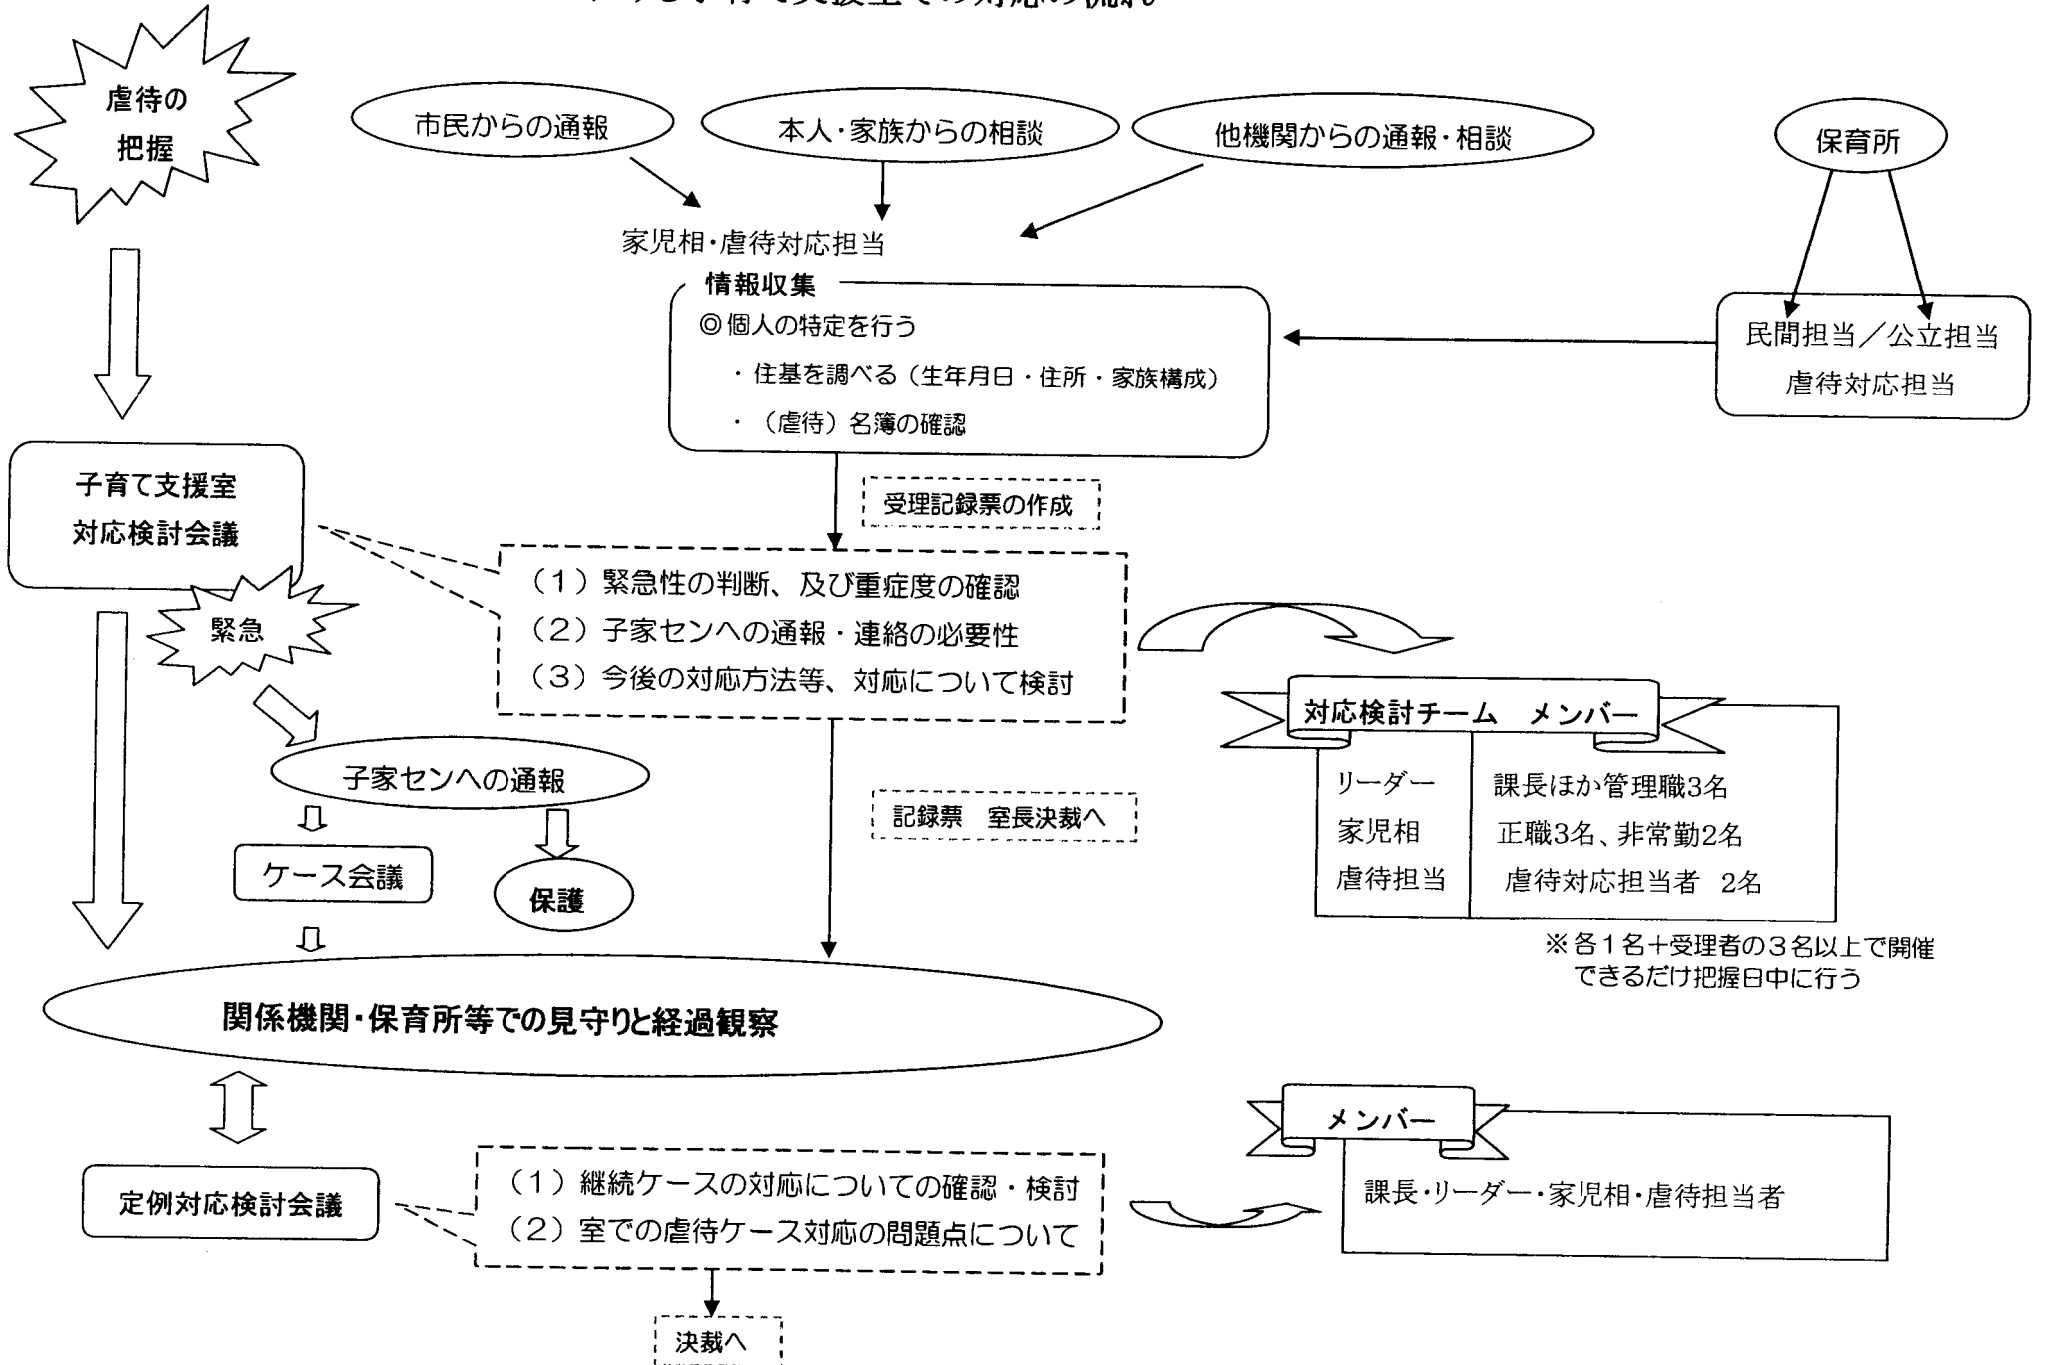 子育て支援室での対応の流れ
虐待の
把握
市民からの通報
本人・家族からの相談
他機関からの通報・相談
保育所
家児相・虐待対応担当
情報収集
◎個人の特定を行う
・住基を調べる（生年月日・住所・家族構成）
・（虐待）名簿の確認
民間担当／公立担当
虐待対応担当
子育て支援室
対応検討会議
受理記録票の作成
緊急
（1）緊急性の判断、及び重症度の確認
（2）子家センへの通報・連絡の必要性
（3）今後の対応方法等、対応について検討
対応検討チーム　メンバー
リーダー　課長ほか管理職3名
家児相　正職3名、非常勤2名
虐待担当　虐待対応担当者 2名
※各１名＋受理者の３名以上で開催
できるだけ把握日中に行う
子家センへの通報
記録票　室長決裁へ
ケース会議
保護
関係機関・保育所等での見守りと経過観察
定例対応検討会議
（1）継続ケースの対応についての確認・検討
（2）室での虐待ケース対応の問題点について
メンバー
課長・リーダー・家児相・虐待担当者
決裁へ